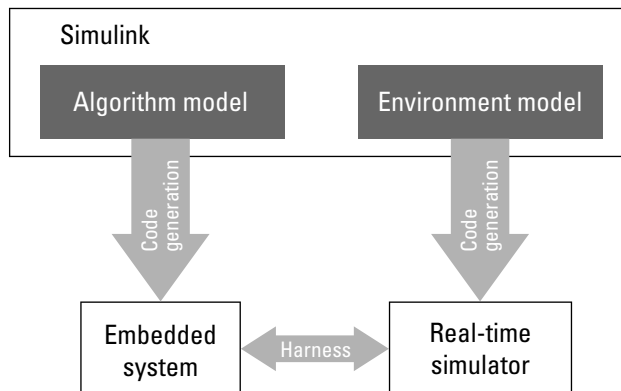 Simulink
Algorithm model
Environment model
Code
generation
Code
generation
Embedded
system
Harness
Real-time
simulator